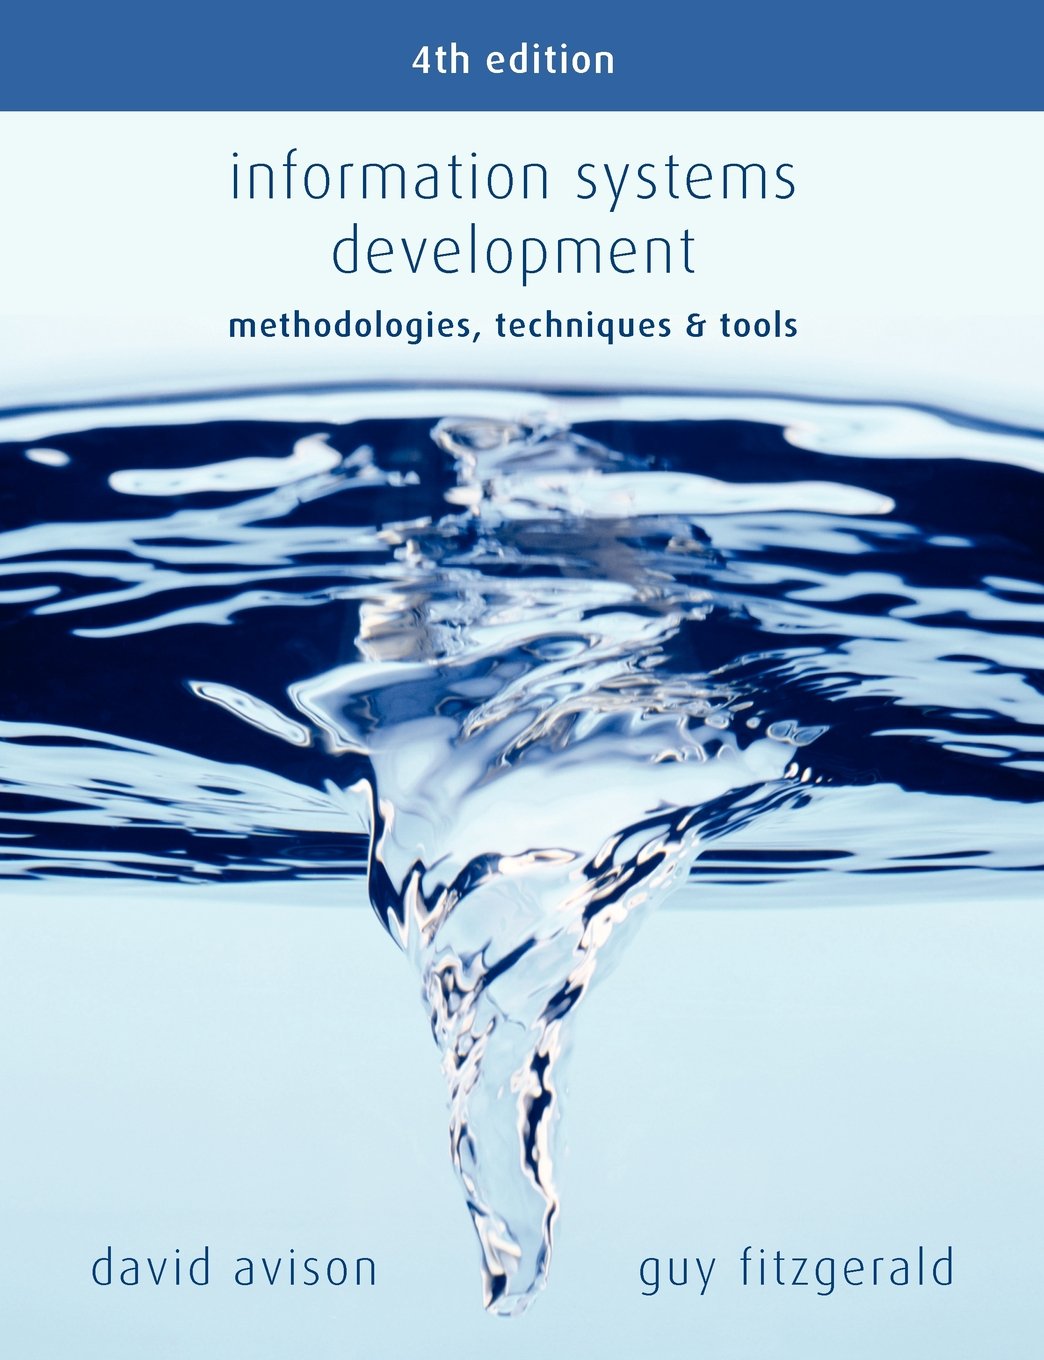 4th edition
information systems
development
methodologies, techniques & tools
david avison
guy fitzgerald